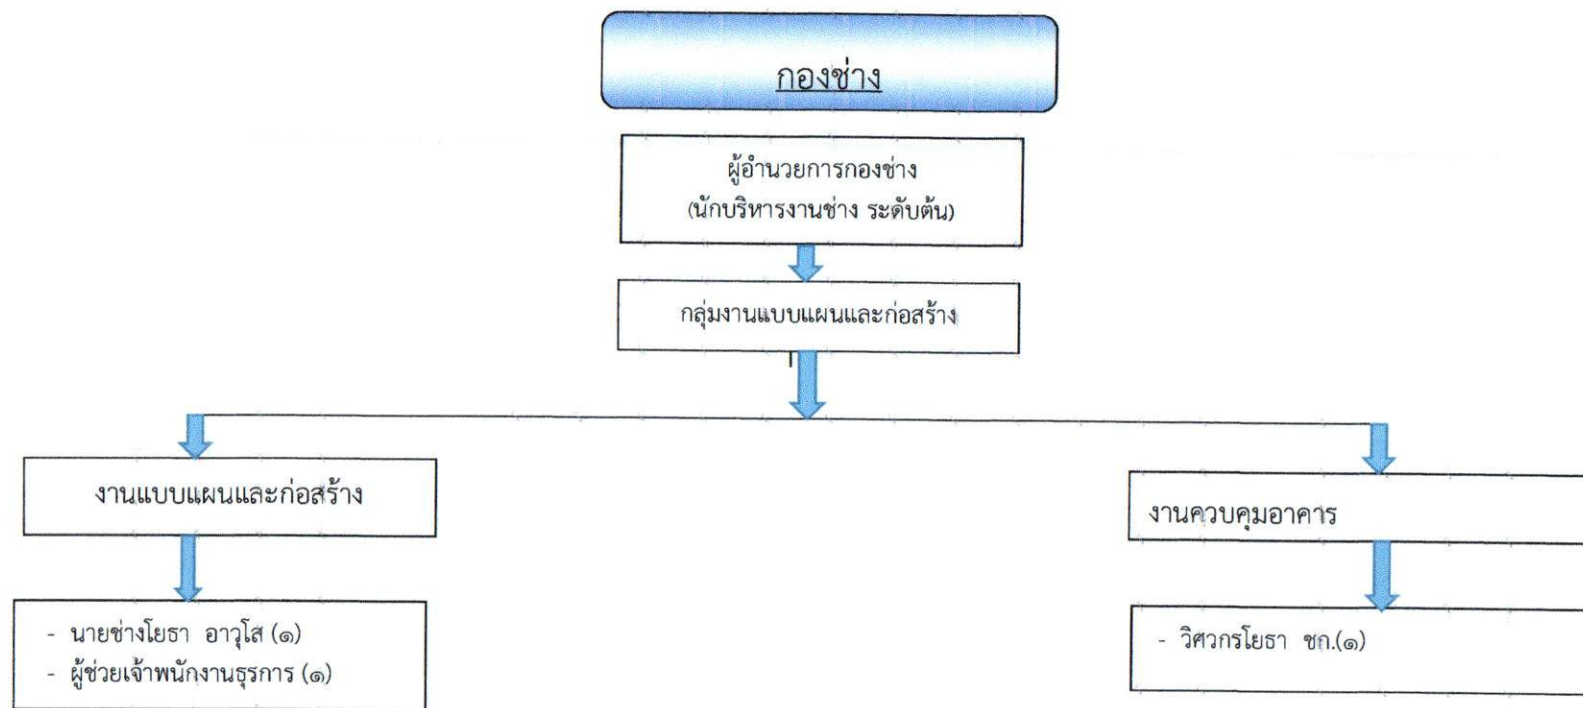 กองช่าง
ผู้อำนวยการกองช่าง
(นักบริหารงานช่าง ระดับต้น)
กลุ่มงานแบบแผนและก่อสร้าง
งานแบบแผนและก่อสร้าง
งานควบคุมอาคาร
- นายช่างโยธา อาวุโส (๑)
- ผู้ช่วยเจ้าพนักงานธุรการ (๑)
- วิศวกรโยธา ชก.(๑)